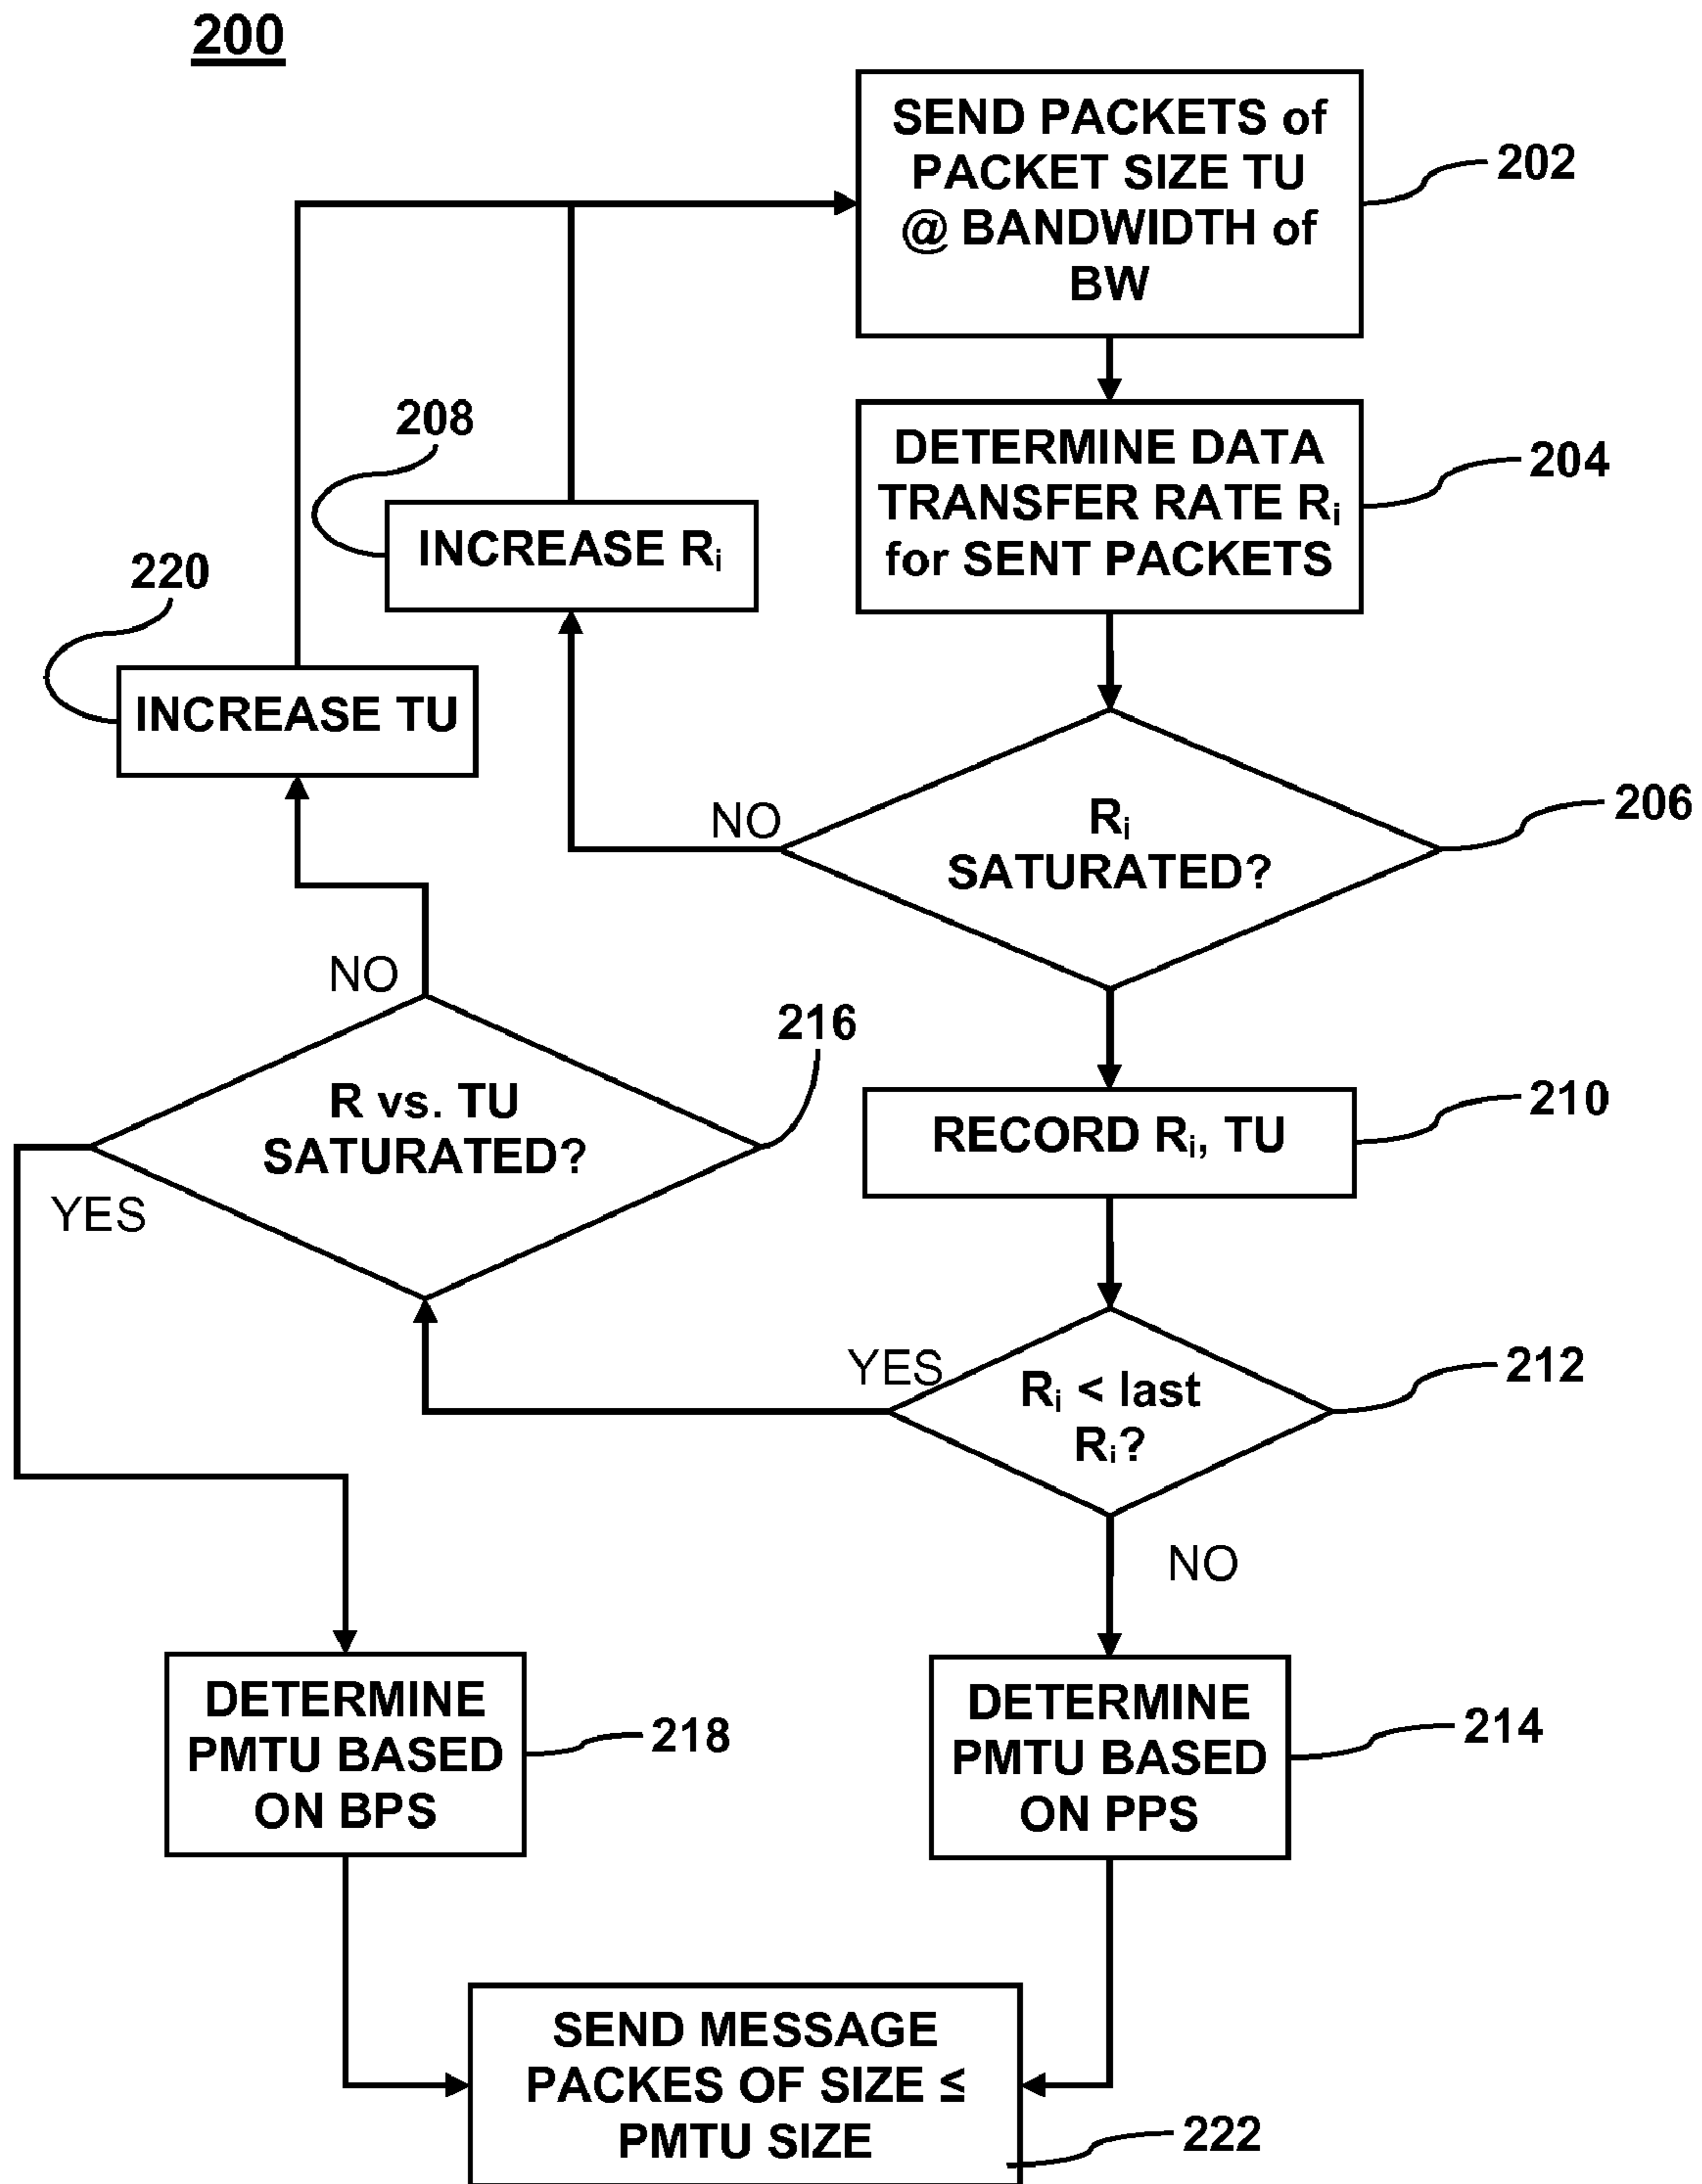 200
SEND PACKETS of
PACKET SIZE TU
@ BANDWIDTH of
BW
202
DETERMINE DATA
TRANSFER RATE Ri
for SENT PACKETS
204
208
INCREASE Ri
220
INCREASE TU
NO
Ri
SATURATED?
206
NO
216
R vs. TU
SATURATED?
YES
RECORD Ri, TU
210
YES
Ri < last
Ri?
212
NO
DETERMINE
PMTU BASED
ON BPS
218
DETERMINE
PMTU BASED
ON PPS
214
SEND MESSAGE
PACKES OF SIZE ≤
PMTU SIZE
222